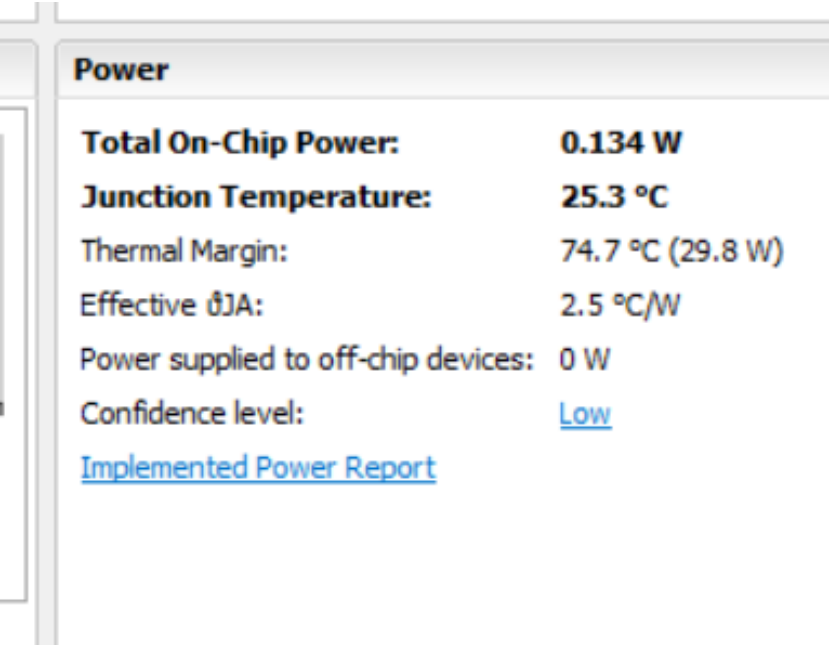 Power
Total On-Chip Power: 0.134 W
Junction Temperature: 25.3 °C
Thermal Margin: 74.7 °C (29.8 W)
Effective ϑJA: 2.5 °C/W
Power supplied to off-chip devices: 0 W
Confidence level: Low
Implemented Power Report